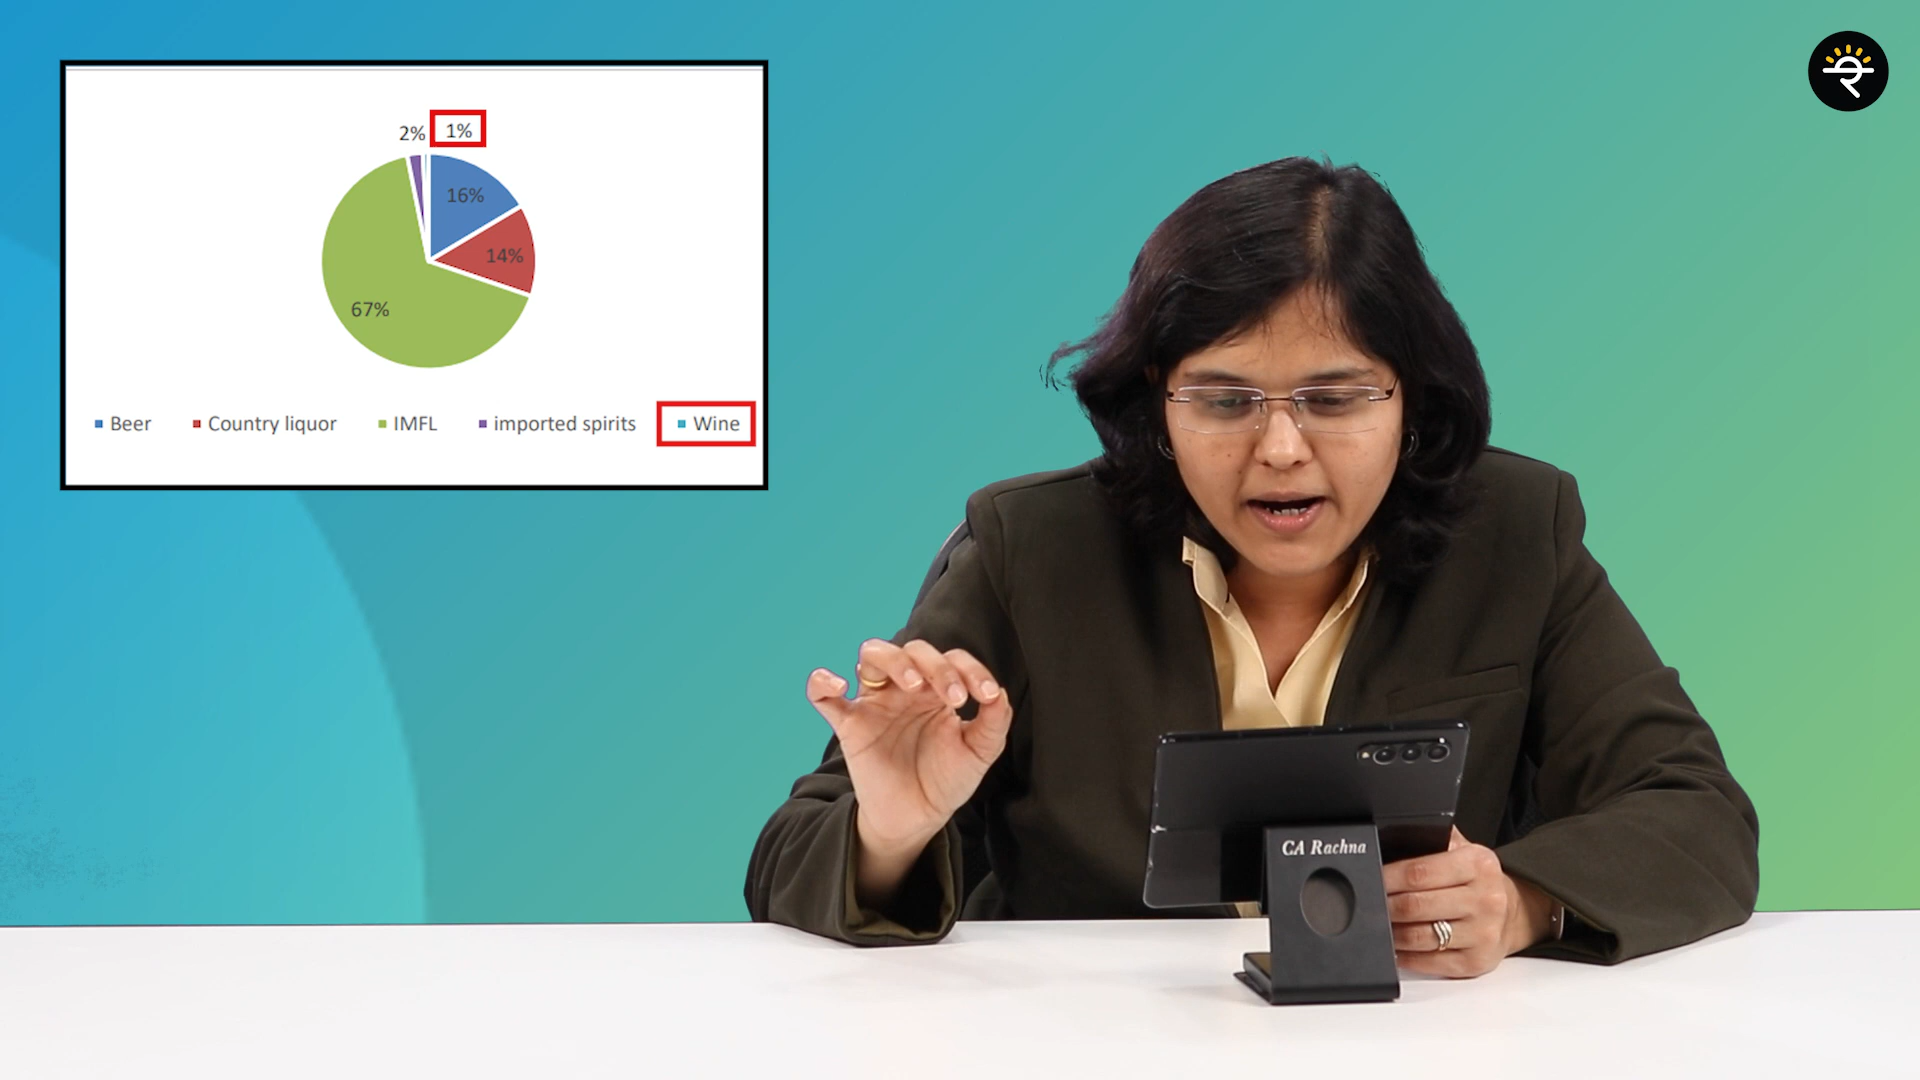 2% 1%
16%
14%
67%
Beer Country liquor IMFL imported spirits Wine
CA Rachna